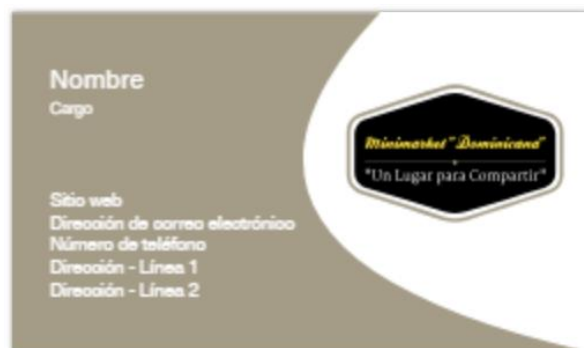 Nombre
Cargo
Minimarket "Dominicana"
"Un Lugar para Compartir"
Sitio web
Dirección de correo electrónico
Número de teléfono
Dirección - Línea 1
Dirección - Línea 2